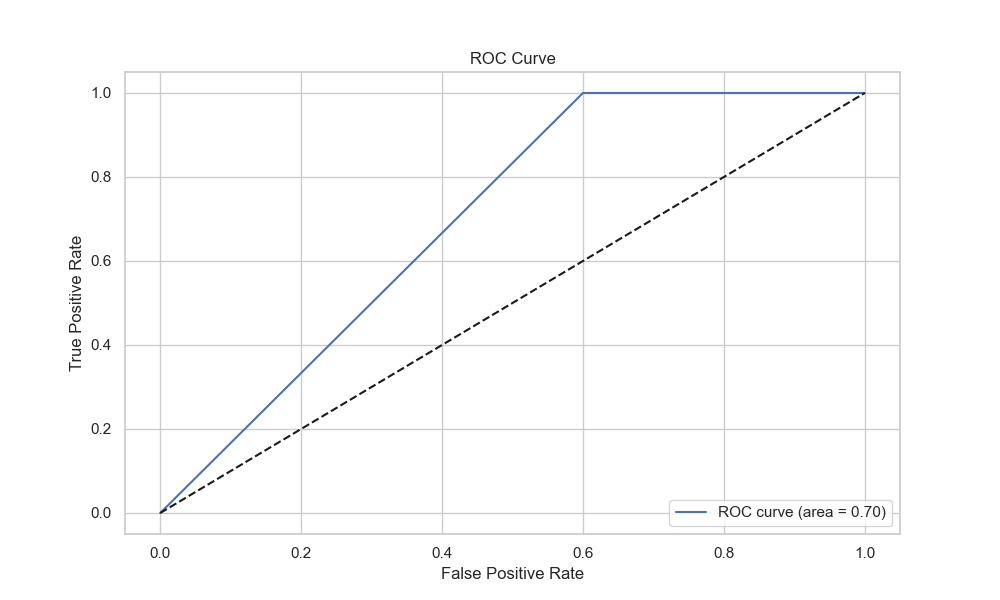 ROC Curve
1.0
0.8
0.6
0.4
0.2
0.0
True Positive Rate
ROC curve (area = 0.70)
0.0 0.2 0.4 0.6 0.8 1.0
False Positive Rate